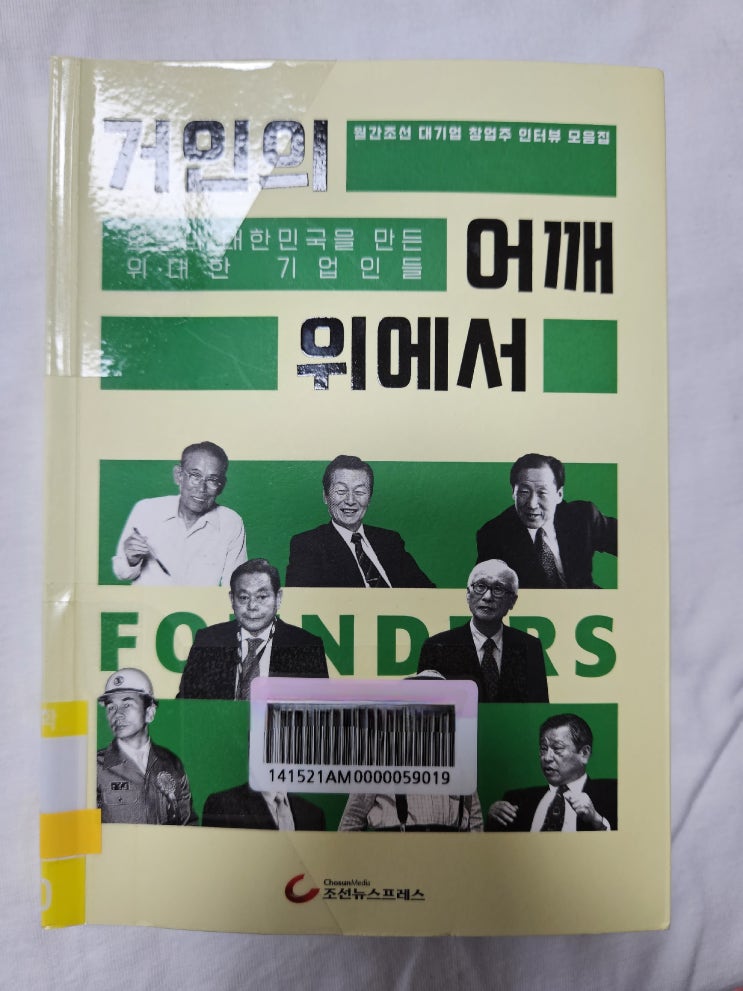 거인의
월간조선 대기업 창업주 인터뷰 모음집
대한민국을 만든
위대한 기업인들
어깨
위에서
FOUNDERS
141521AM0000059019
ChosunMedia
조선뉴스프레스